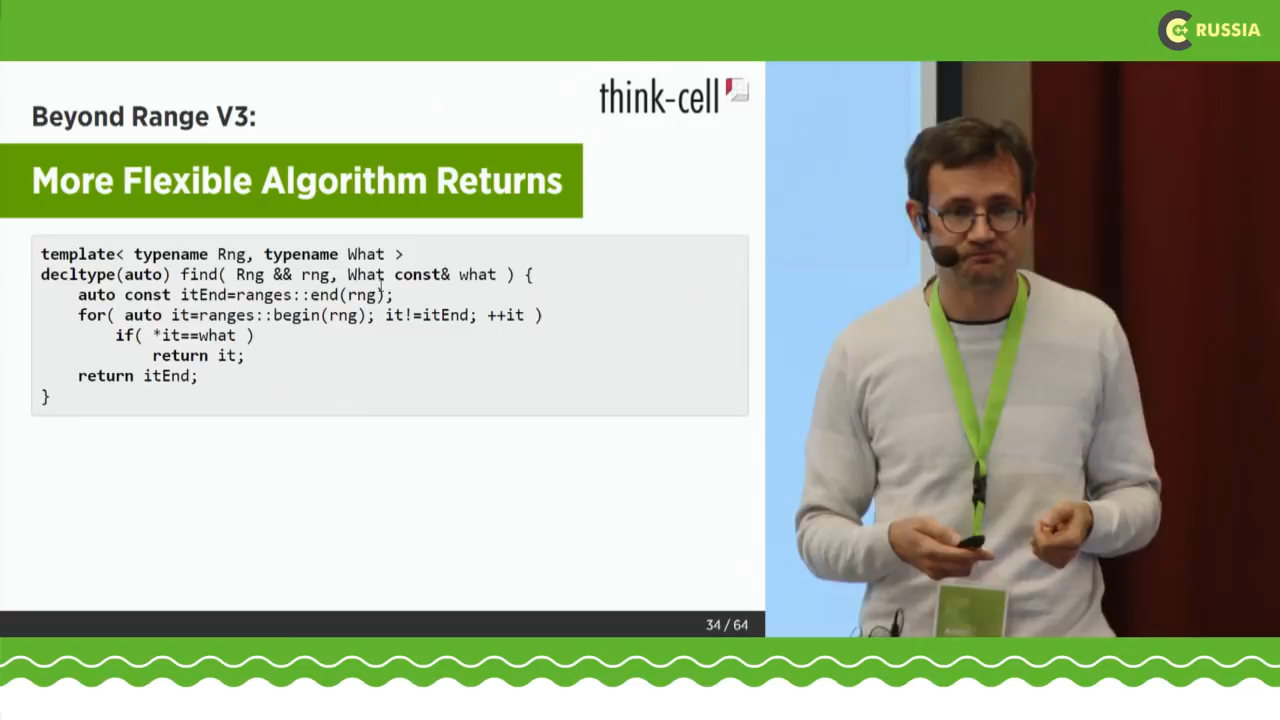 C++ RUSSIA
think-cell
Beyond Range V3:
More Flexible Algorithm Returns
template< typename Rng, typename What >
decltype(auto) find( Rng && rng, What const& what ) {
    auto const itEnd=ranges::end(rng);
    for( auto it=ranges::begin(rng); it!=itEnd; ++it )
        if( *it==what )
            return it;
    return itEnd;
}
34 / 64